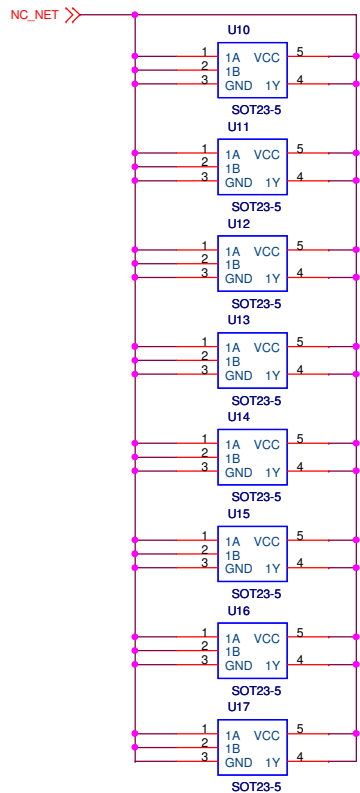 NC_NET
U10
1 1A VCC 5
2 1B
3 GND 1Y 4
SOT23-5
U11
1 1A VCC 5
2 1B
3 GND 1Y 4
SOT23-5
U12
1 1A VCC 5
2 1B
3 GND 1Y 4
SOT23-5
U13
1 1A VCC 5
2 1B
3 GND 1Y 4
SOT23-5
U14
1 1A VCC 5
2 1B
3 GND 1Y 4
SOT23-5
U15
1 1A VCC 5
2 1B
3 GND 1Y 4
SOT23-5
U16
1 1A VCC 5
2 1B
3 GND 1Y 4
SOT23-5
U17
1 1A VCC 5
2 1B
3 GND 1Y 4
SOT23-5